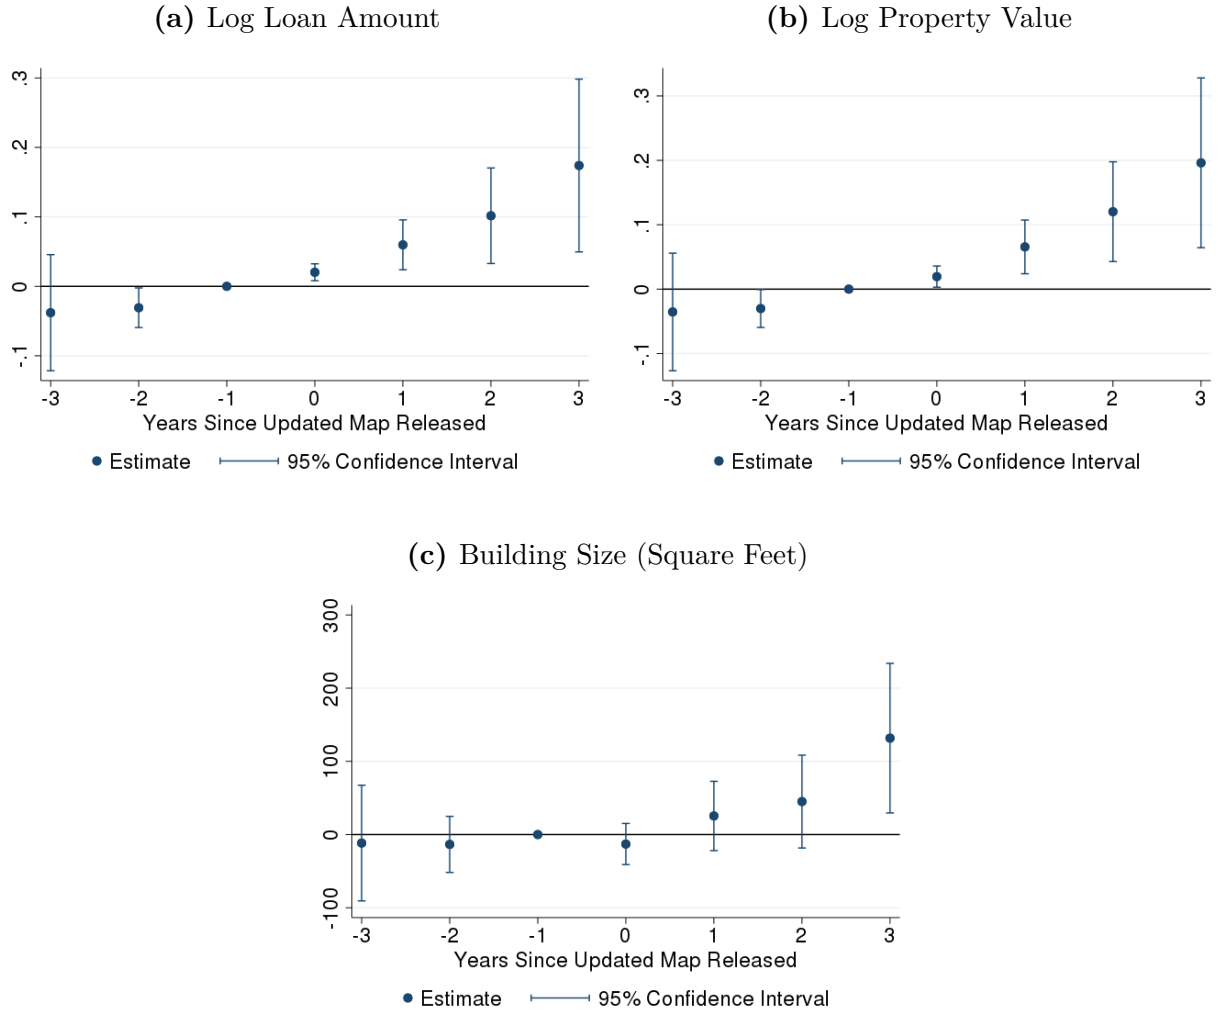 (a) Log Loan Amount
.3
.2
.1
0
-.1
-3 -2 -1 0 1 2 3
Years Since Updated Map Released
Estimate 95% Confidence Interval
(b) Log Property Value
.3
.2
.1
0
-.1
-3 -2 -1 0 1 2 3
Years Since Updated Map Released
Estimate 95% Confidence Interval
(c) Building Size (Square Feet)
300
200
100
0
-100
-3 -2 -1 0 1 2 3
Years Since Updated Map Released
Estimate 95% Confidence Interval